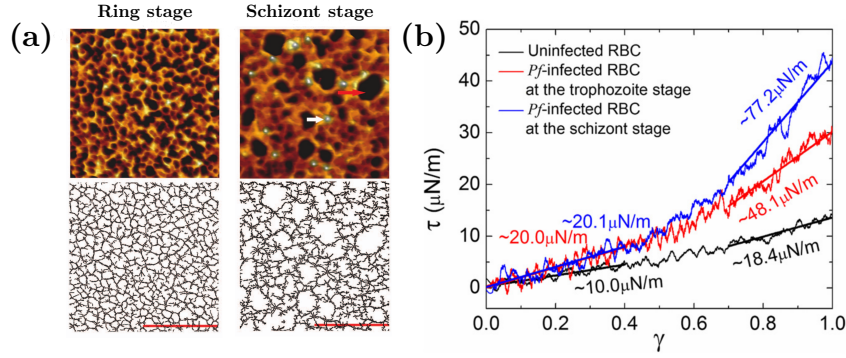 Ring stage
Schizont stage
(a)
(b)
50
40
30
20
10
0
τ (μN/m)
Uninfected RBC
Pf-infected RBC
at the trophozoite stage
Pf-infected RBC
at the schizont stage
~77.2μN/m
~48.1μN/m
~20.1μN/m
~20.0μN/m
~10.0μN/m
~18.4μN/m
0.0 0.2 0.4 0.6 0.8 1.0
γ